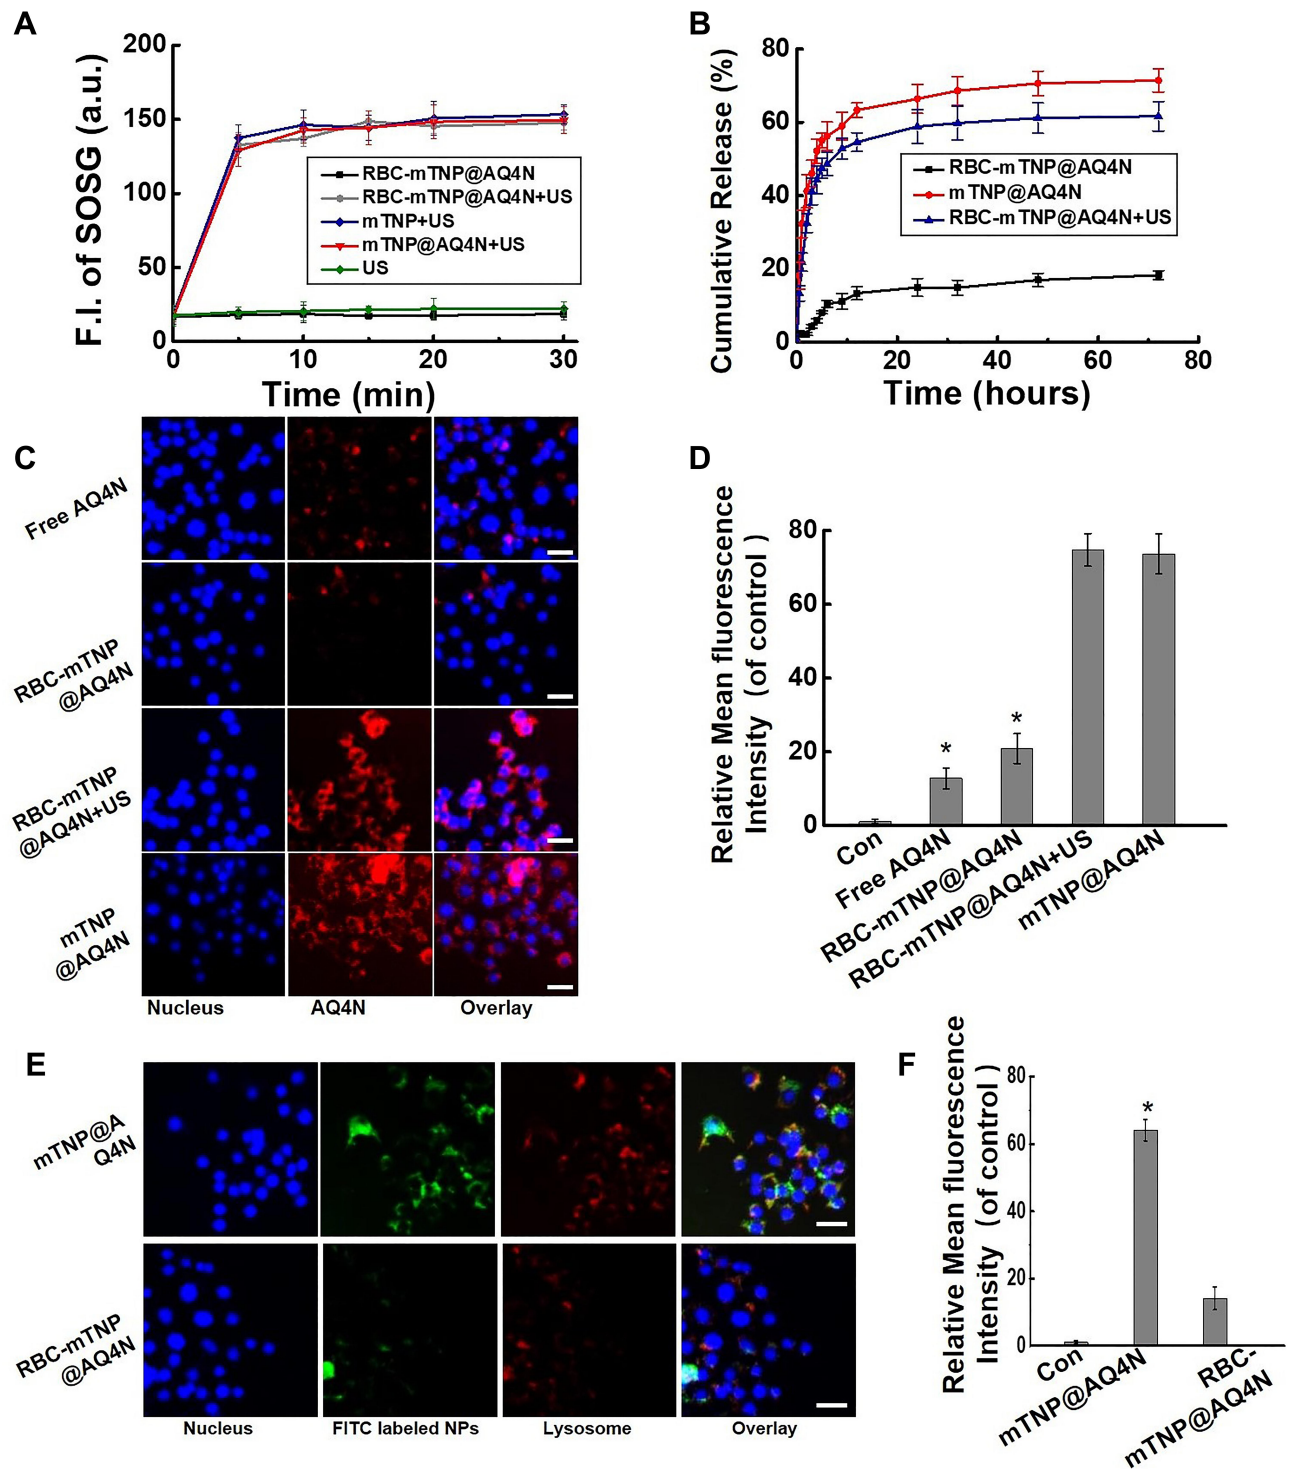 A
200
150
100
50
0
F.I. of SOSG (a.u.)
RBC-mTNP@AQ4N
RBC-mTNP@AQ4N+US
mTNP+US
mTNP@AQ4N+US
US
0
10
20
30
Time (min)
B
80
60
40
20
0
Cumulative Release (%)
RBC-mTNP@AQ4N
mTNP@AQ4N
RBC-mTNP@AQ4N+US
0
20
40
60
80
Time (hours)
C
Free AQ4N
RBC-mTNP
@AQ4N
RBC-mTNP
@AQ4N+US
mTNP
@AQ4N
Nucleus
AQ4N
Overlay
D
Relative Mean fluorescence
Intensity (of control )
80
60
40
20
0
*
*
Con
Free AQ4N
RBC-mTNP@AQ4N
RBC-mTNP@AQ4N+US
mTNP@AQ4N
E
mTNP@A
Q4N
RBC-mTNP
@AQ4N
Nucleus
FITC labeled NPs
Lysosome
Overlay
F
Relative Mean fluorescence
Intensity (of control )
80
60
40
20
0
*
Con
mTNP@AQ4N
RBC-
mTNP@AQ4N